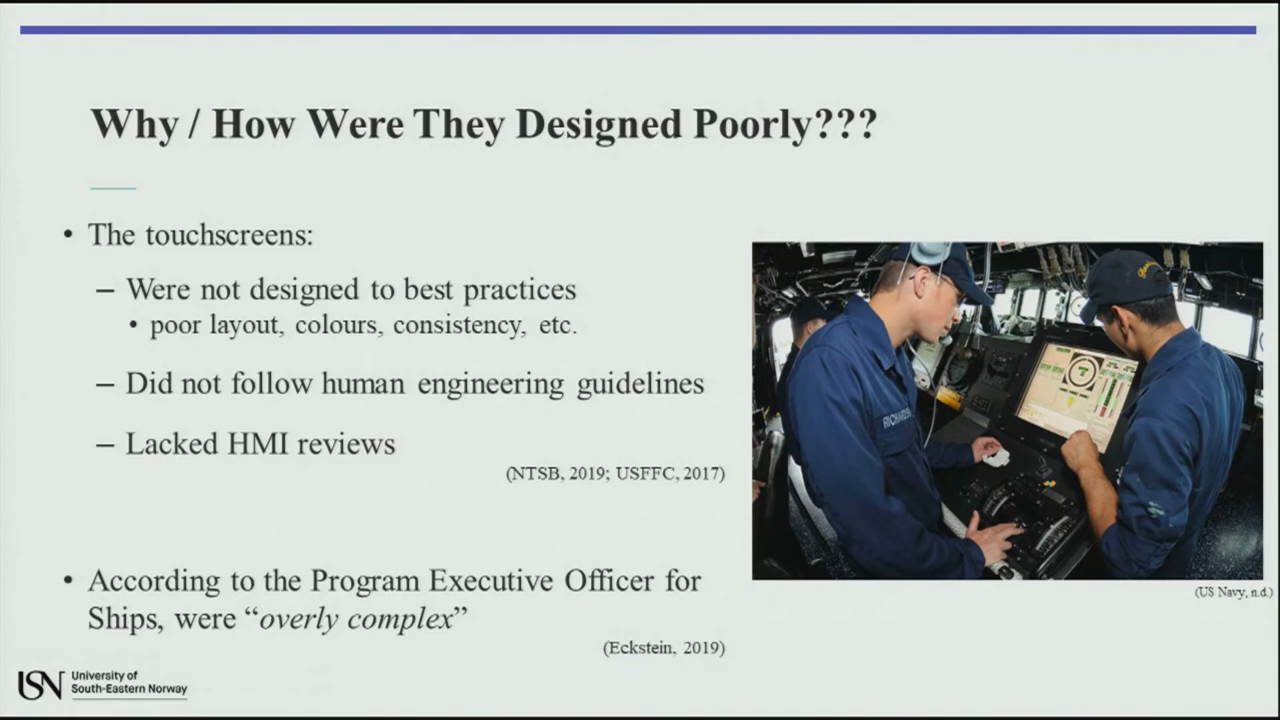 Why / How Were They Designed Poorly???
• The touchscreens:
– Were not designed to best practices
• poor layout, colours, consistency, etc.
– Did not follow human engineering guidelines
– Lacked HMI reviews
(NTSB, 2019; USFFC, 2017)
• According to the Program Executive Officer for
Ships, were “overly complex”
(Eckstein, 2019)
(US Navy, n.d.)
USN
University of
South-Eastern Norway